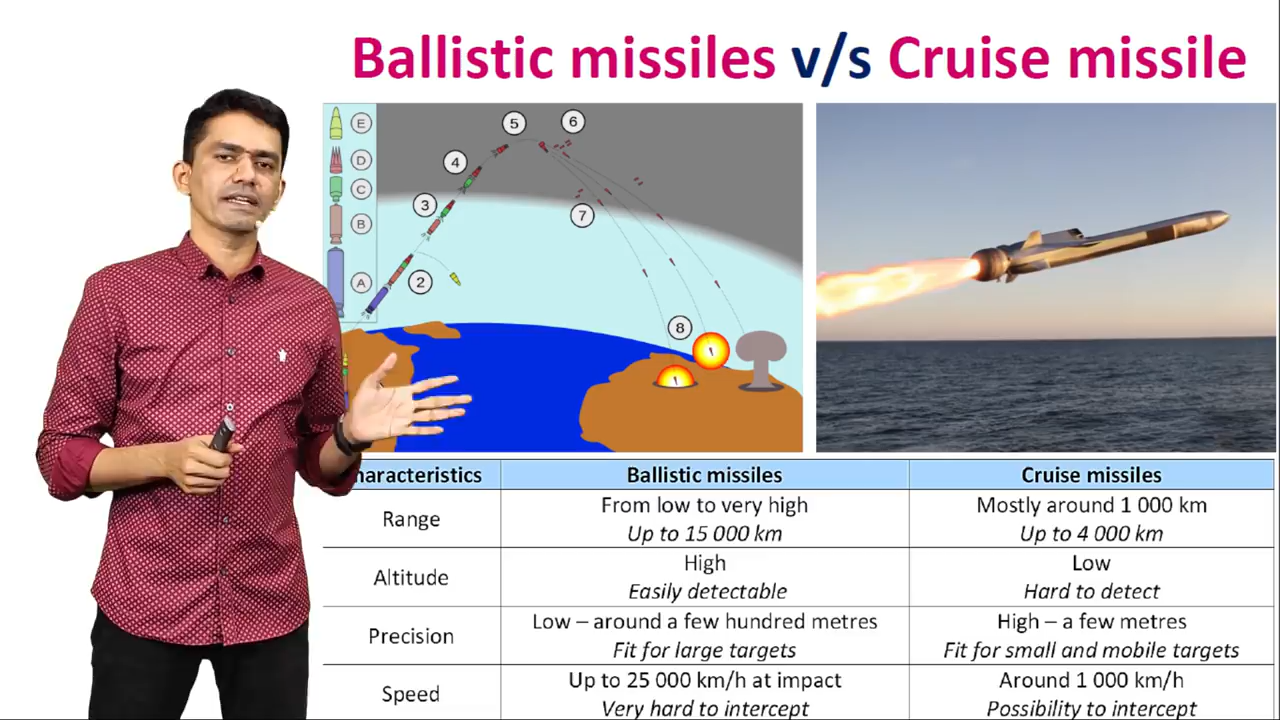 Ballistic missiles v/s Cruise missile
E
D
C
B
A
5
6
4
3
7
2
8
haracteristics Ballistic missiles Cruise missiles
Range
From low to very high
Up to 15 000 km
Mostly around 1 000 km
Up to 4 000 km
Altitude
High
Easily detectable
Low
Hard to detect
Precision
Low – around a few hundred metres
Fit for large targets
High – a few metres
Fit for small and mobile targets
Speed
Up to 25 000 km/h at impact
Very hard to intercept
Around 1 000 km/h
Possibility to intercept